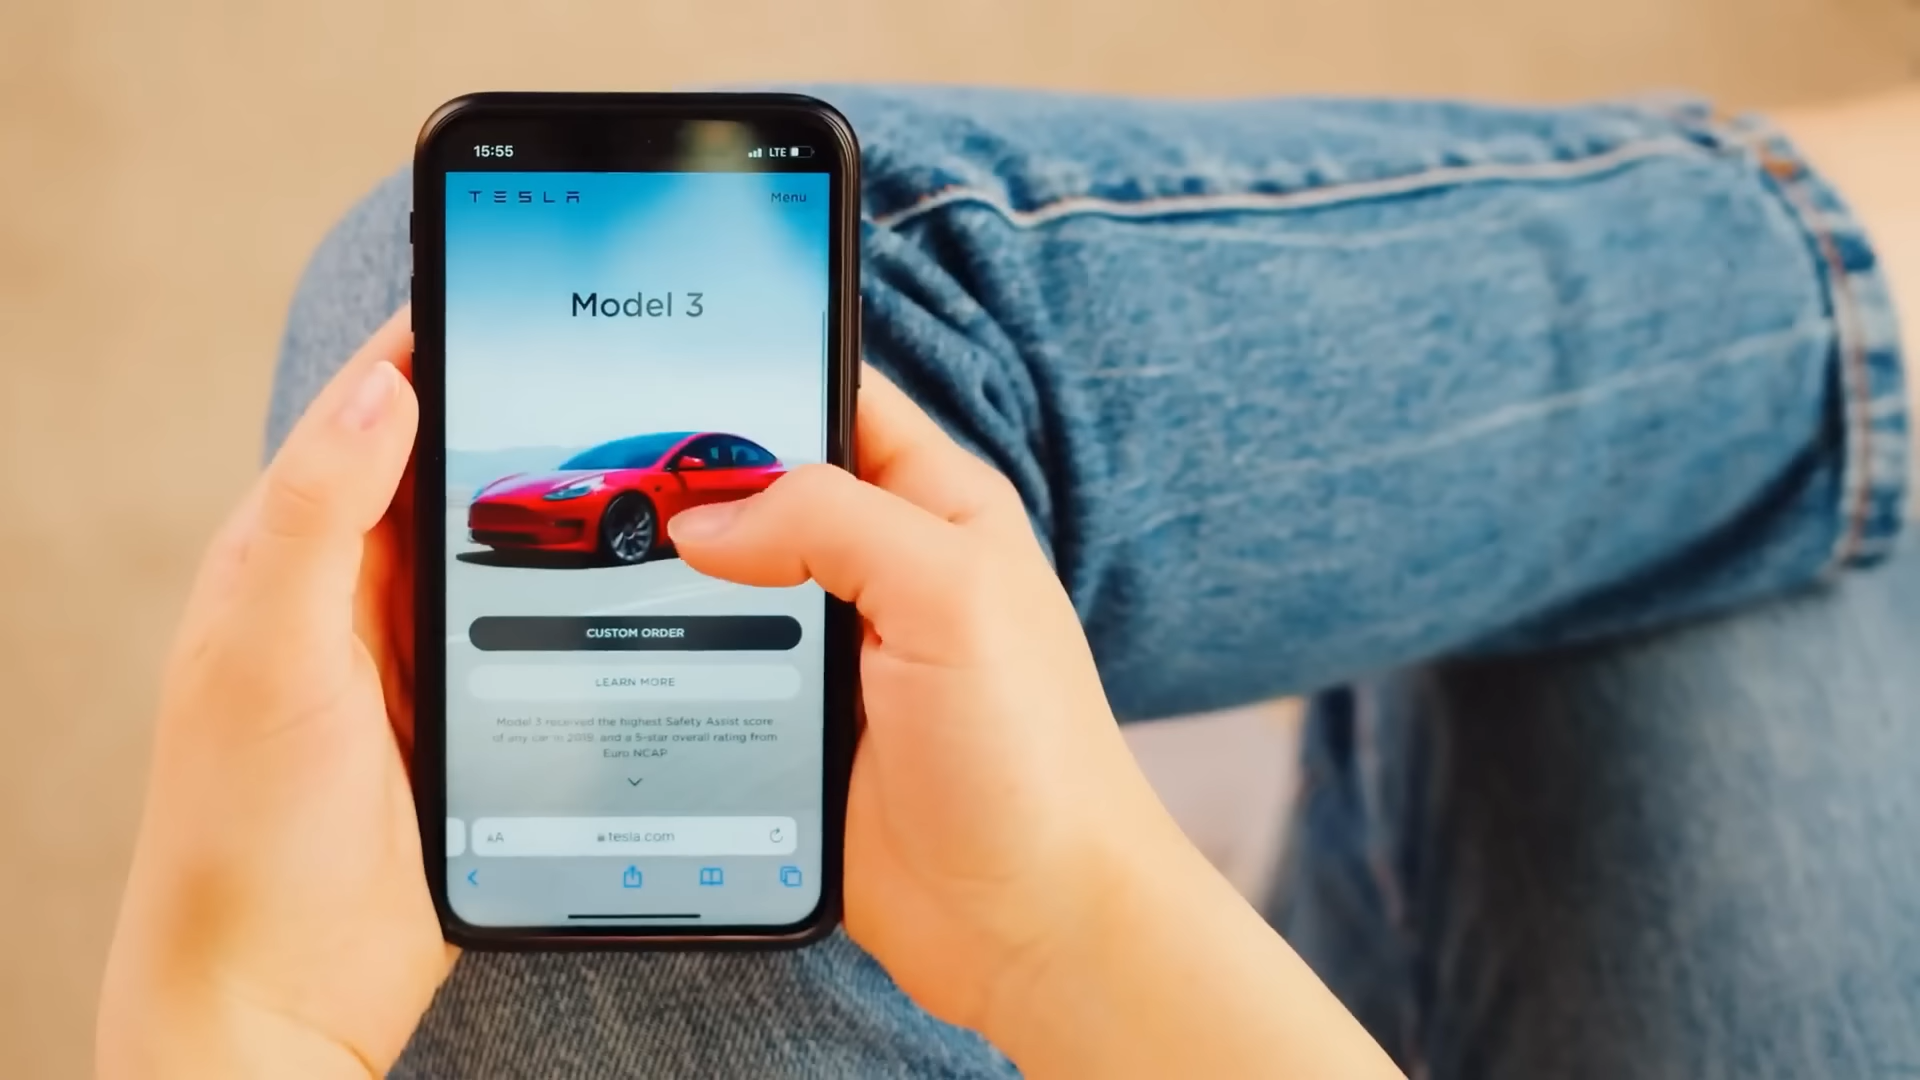 15:55
LTE
TESLA
Menu
Model 3
CUSTOM ORDER
LEARN MORE
Model 3 received the highest Safety Assist score
of any car in 2019, and a 5-star overall rating from
Euro NCAP
AA
tesla.com